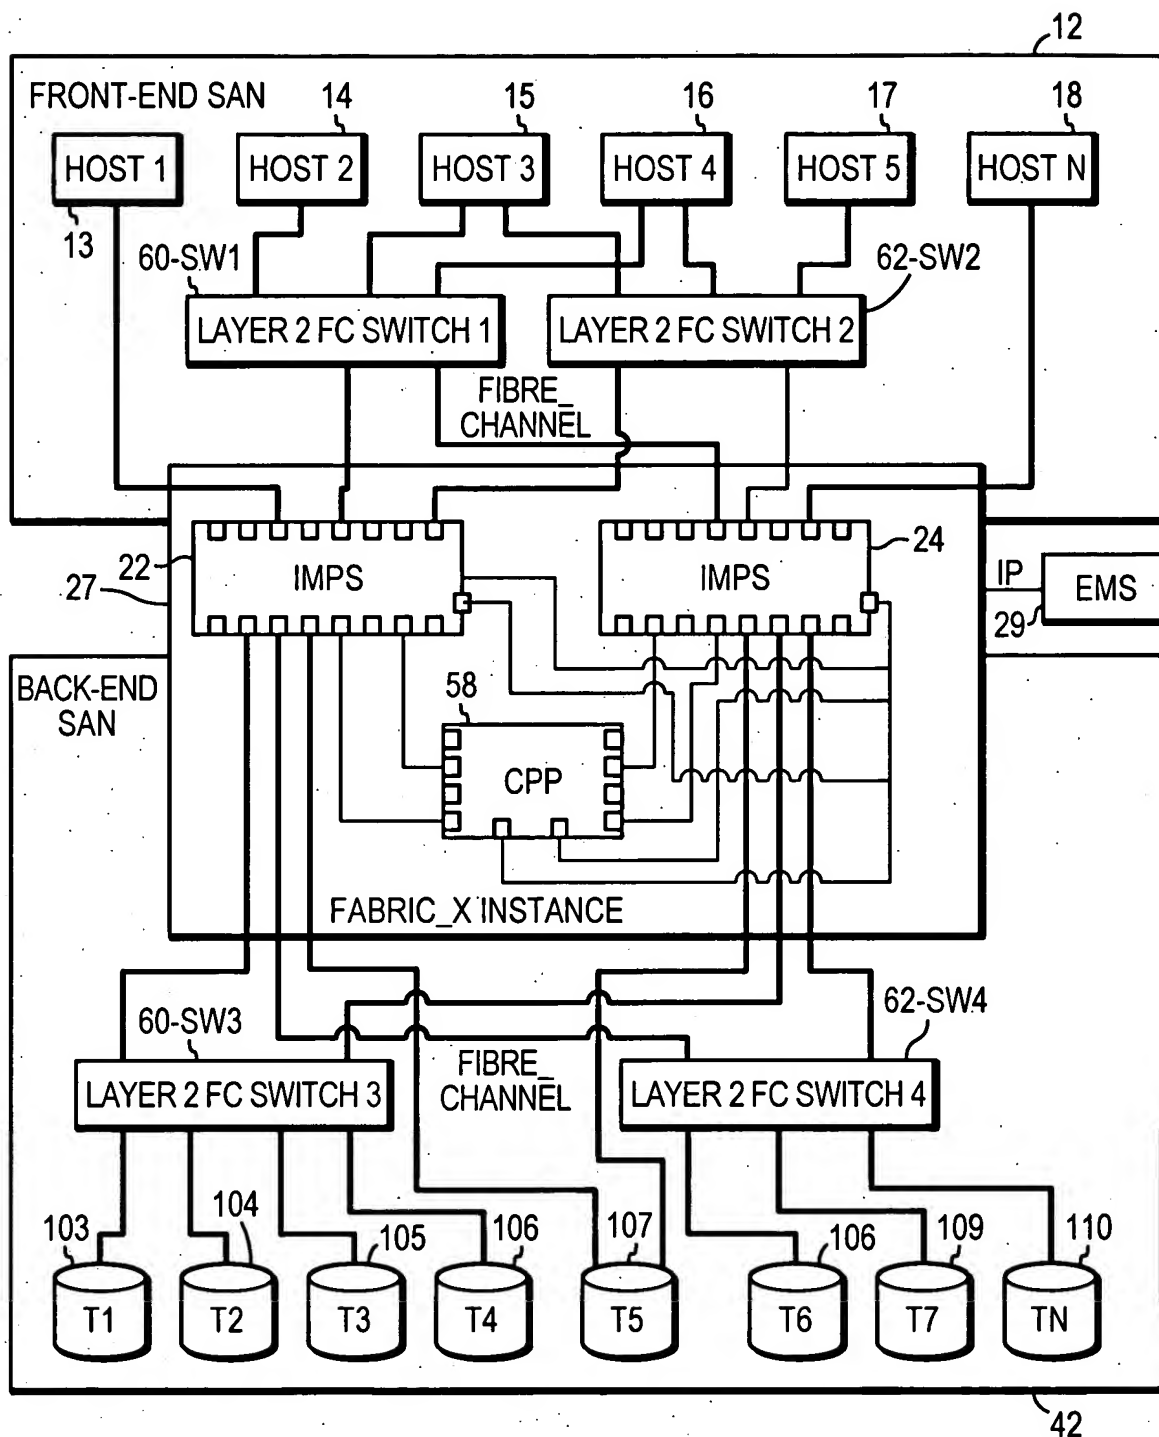 12
FRONT-END SAN
14
15
16
17
18
HOST 1
HOST 2
HOST 3
HOST 4
HOST 5
HOST N
13
60-SW1
62-SW2
LAYER 2 FC SWITCH 1
LAYER 2 FC SWITCH 2
FIBRE_
CHANNEL
22
IMPS
IMPS
24
27
IP
EMS
29
BACK-END
SAN
58
CPP
FABRIC_X INSTANCE
60-SW3
62-SW4
FIBRE_
CHANNEL
LAYER 2 FC SWITCH 3
LAYER 2 FC SWITCH 4
103
104
105
106
107
106
109
110
T1
T2
T3
T4
T5
T6
T7
TN
42